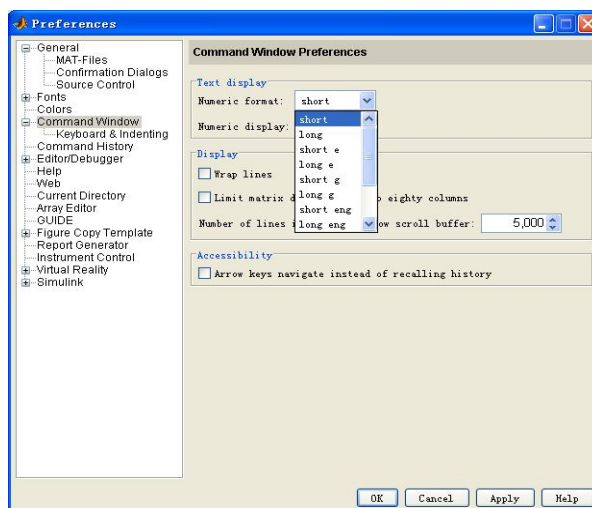 Preferences
General
MAT-Files
Confirmation Dialogs
Source Control
Fonts
Colors
Command Window
Keyboard & Indenting
Command History
Editor/Debugger
Help
Web
Current Directory
Array Editor
GUIDE
Figure Copy Template
Report Generator
Instrument Control
Virtual Reality
Simulink
Command Window Preferences
Text display
Numeric format: short
short
long
short e
long e
short g
long g
short eng
long eng
Numeric display:
Display
Wrap lines
Limit matrix d o eighty columns
Number of lines i ow scroll buffer: 5,000
Accessibility
Arrow keys navigate instead of recalling history
OK Cancel Apply Help